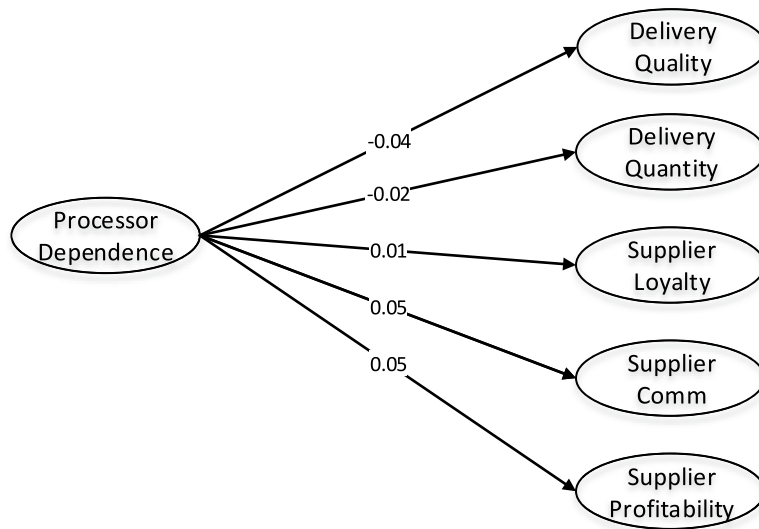 Delivery
Quality
-0.04
Delivery
Quantity
-0.02
Processor
Dependence
0.01
Supplier
Loyalty
0.05
Supplier
Comm
0.05
Supplier
Profitability